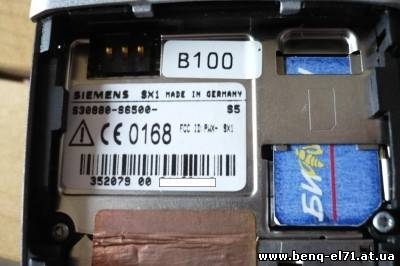 B100
SIEMENS SX1 MADE IN GERMANY
S30880-S6500- S5
CE 0168 FCC ID: PWX- SX1
352079 00
БИ
www.benq-el71.at.ua